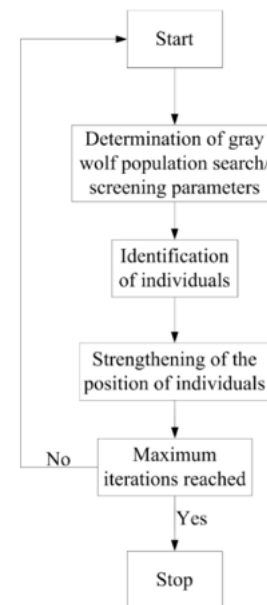 Start
Determination of gray
wolf population search/
screening parameters
Identification
of individuals
Strengthening of the
position of individuals
Maximum
iterations reached
No
Yes
Stop